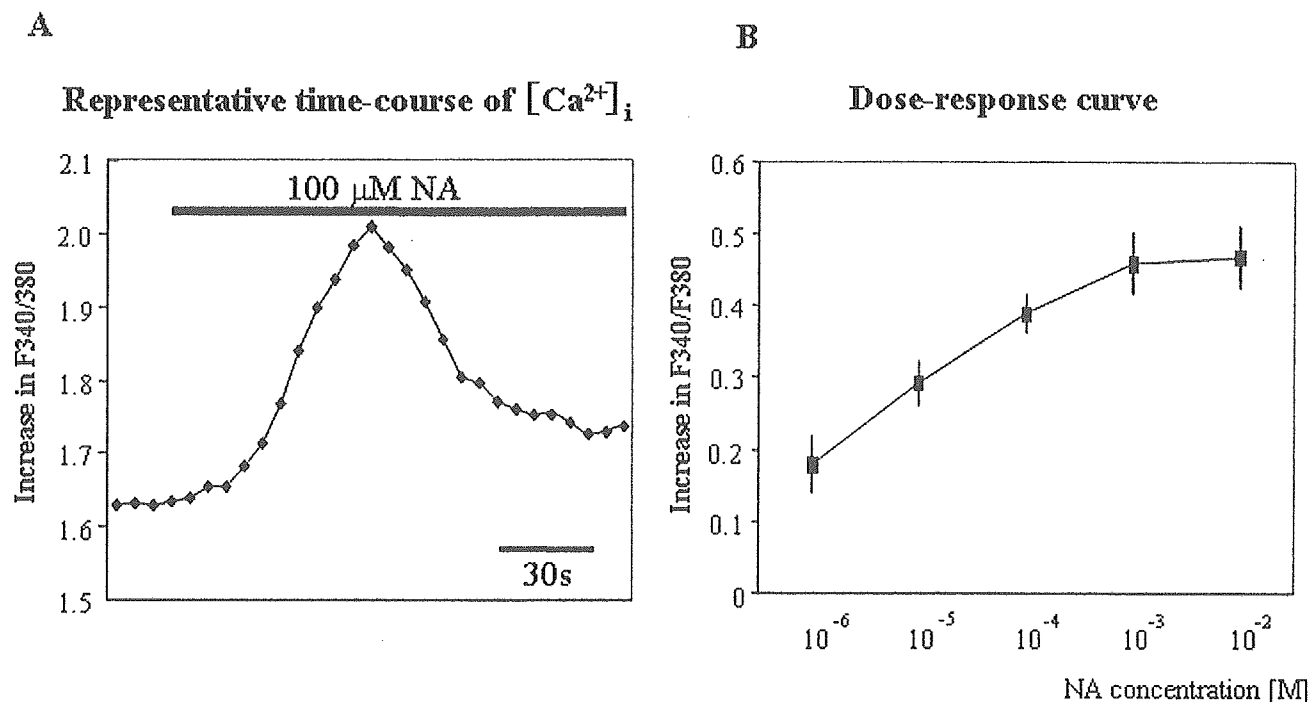 A
Representative time-course of [Ca²⁺]ᵢ
Increase in F340/380
2.1
2.0
1.9
1.8
1.7
1.6
1.5
100 μM NA
30s
B
Dose-response curve
Increase in F340/F380
0.6
0.5
0.4
0.3
0.2
0.1
0
10⁻⁶ 10⁻⁵ 10⁻⁴ 10⁻³ 10⁻²
NA concentration [M]